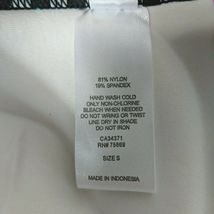 81% NYLON
19% SPANDEX
HAND WASH COLD
ONLY NON-CHLORINE
BLEACH WHEN NEEDED
DO NOT WRING OR TWIST
LINE DRY IN SHADE
DO NOT IRON
CA34371
RN# 75869
SIZE S
MADE IN INDONESIA